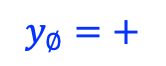 y∅ = +